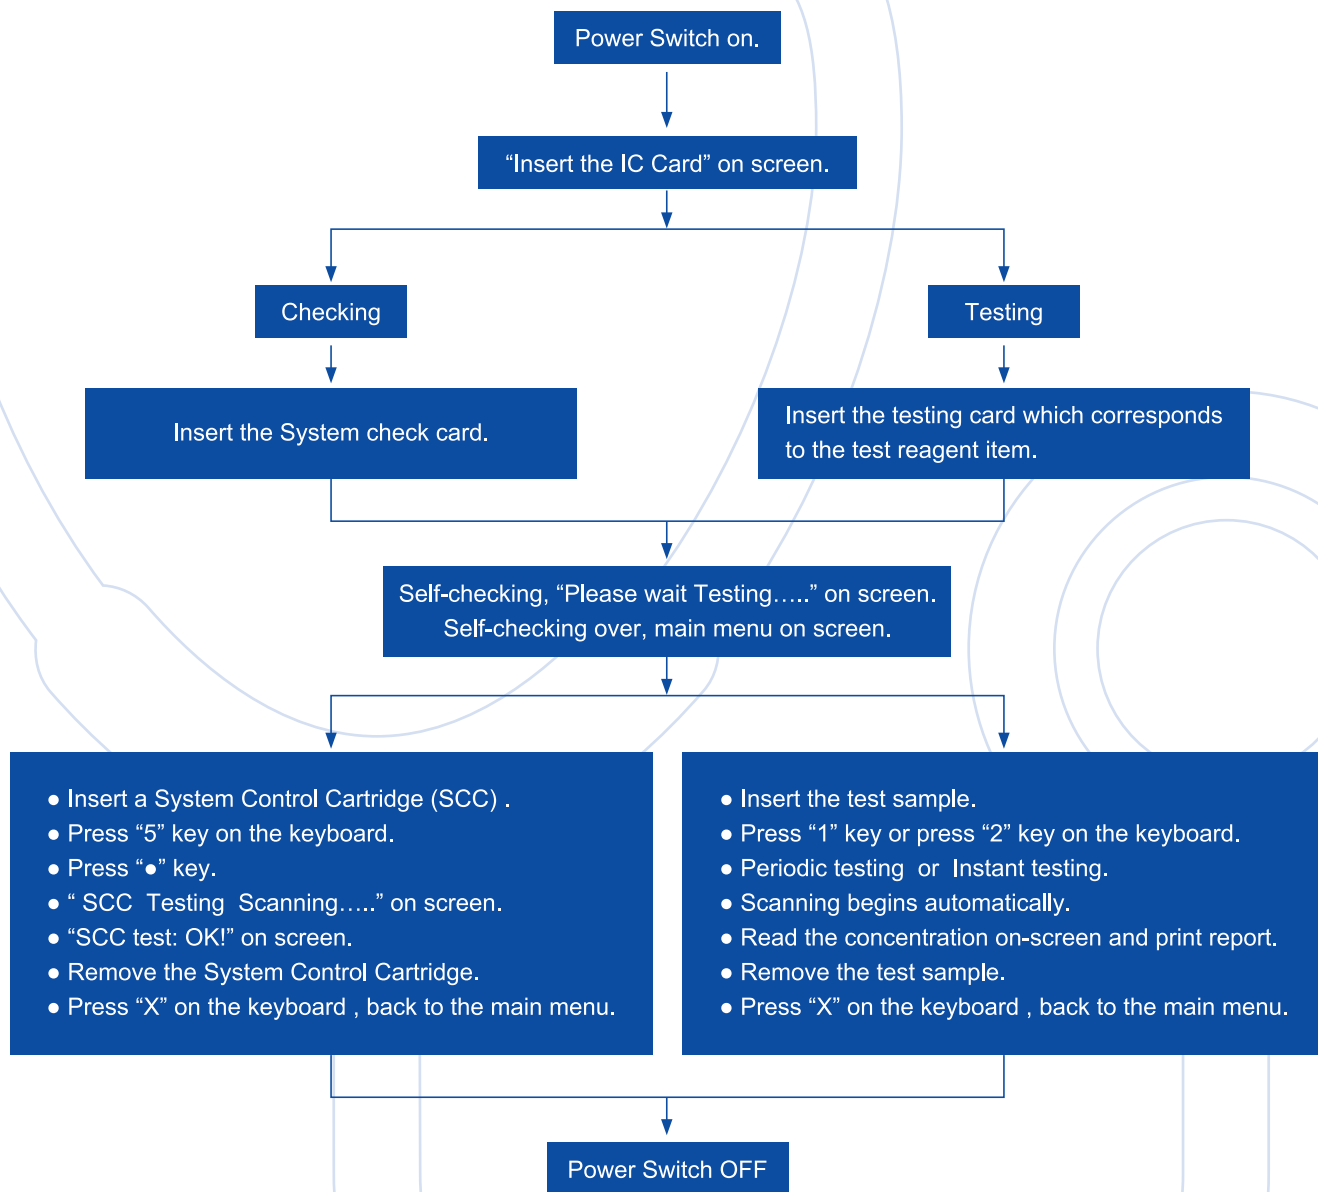 Power Switch on.
“Insert the IC Card” on screen.
Checking
Testing
Insert the System check card.
Insert the testing card which corresponds
to the test reagent item.
Self-checking, “Please wait Testing.....” on screen.
Self-checking over, main menu on screen.
● Insert a System Control Cartridge (SCC) .
● Press “5” key on the keyboard.
● Press “●” key.
● “ SCC Testing Scanning.....” on screen.
● “SCC test: OK!” on screen.
● Remove the System Control Cartridge.
● Press “X” on the keyboard , back to the main menu.
● Insert the test sample.
● Press “1” key or press “2” key on the keyboard.
● Periodic testing or Instant testing.
● Scanning begins automatically.
● Read the concentration on-screen and print report.
● Remove the test sample.
● Press “X” on the keyboard , back to the main menu.
Power Switch OFF